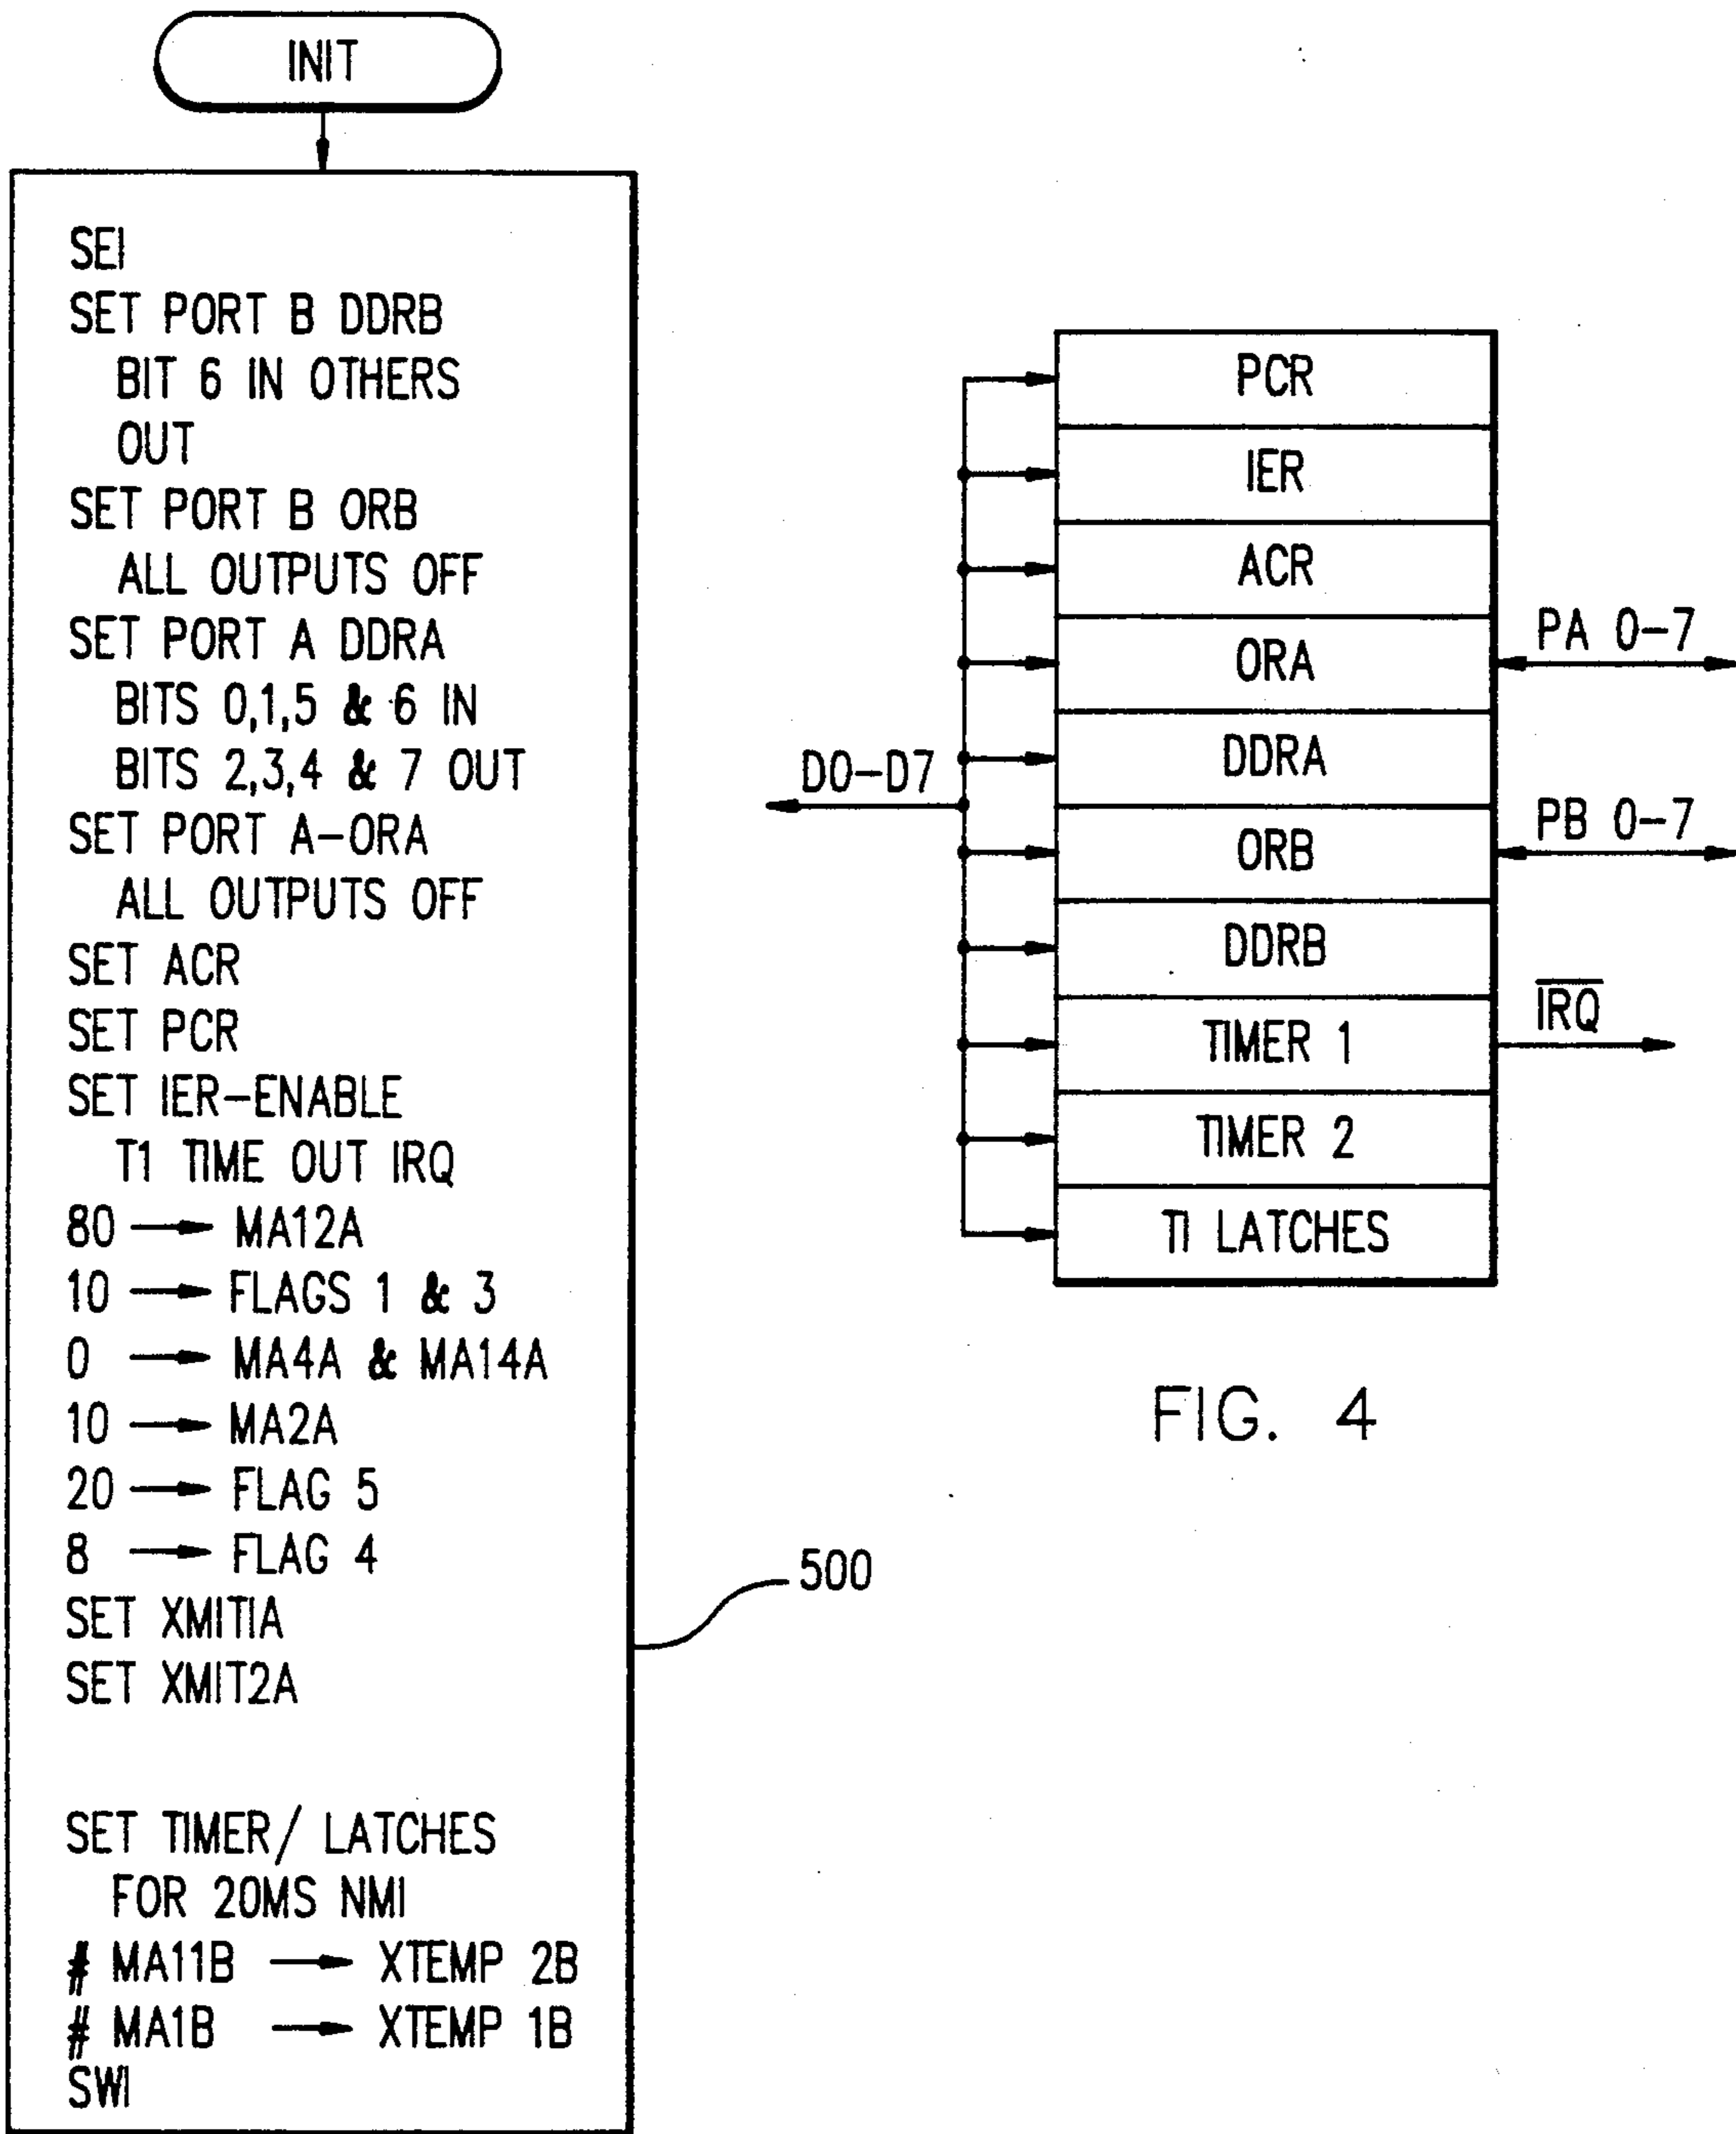 INIT
SEI
SET PORT B DDRB
BIT 6 IN OTHERS
OUT
SET PORT B ORB
ALL OUTPUTS OFF
SET PORT A DDRA
BITS 0,1,5 & 6 IN
BITS 2,3,4 & 7 OUT
SET PORT A-ORA
ALL OUTPUTS OFF
SET ACR
SET PCR
SET IER-ENABLE
T1 TIME OUT IRQ
80 → MA12A
10 → FLAGS 1 & 3
0 → MA4A & MA14A
10 → MA2A
20 → FLAG 5
8 → FLAG 4
SET XMIT1A
SET XMIT2A
SET TIMER/ LATCHES
FOR 20MS NMI
# MA11B → XTEMP 2B
# MA1B → XTEMP 1B
SWI
500
D0-D7
PCR
IER
ACR
ORA
DDRA
ORB
DDRB
TIMER 1
TIMER 2
T1 LATCHES
PA 0-7
PB 0-7
IRQ
FIG. 4